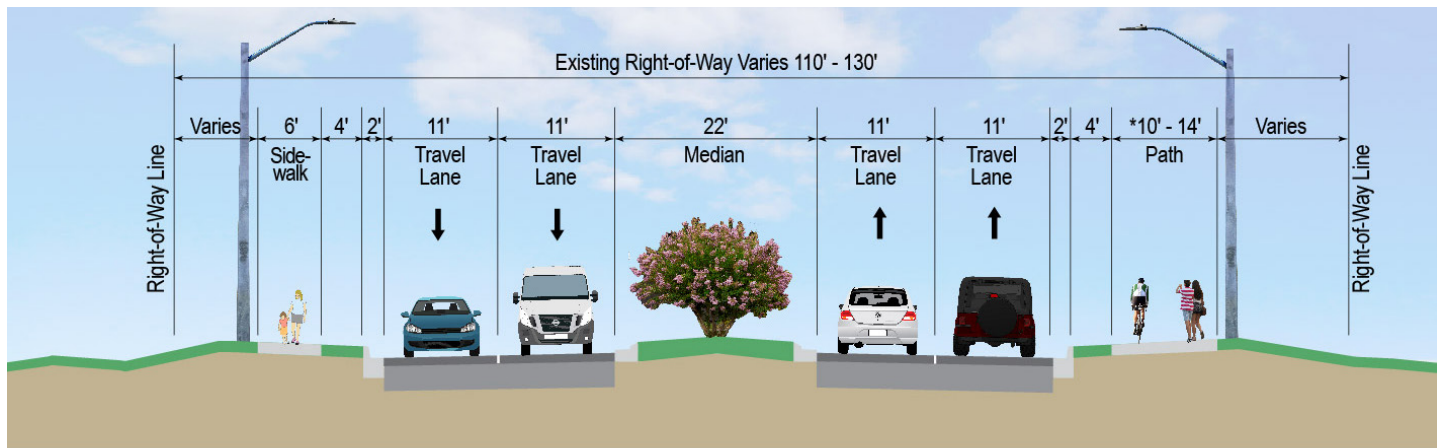 Existing Right-of-Way Varies 110' - 130'
Varies
6'
4'
2'
11'
11'
22'
11'
11'
2'
4'
*10' - 14'
Varies
Side-
walk
Travel
Lane
Travel
Lane
Median
Travel
Lane
Travel
Lane
Path
Right-of-Way Line
Right-of-Way Line